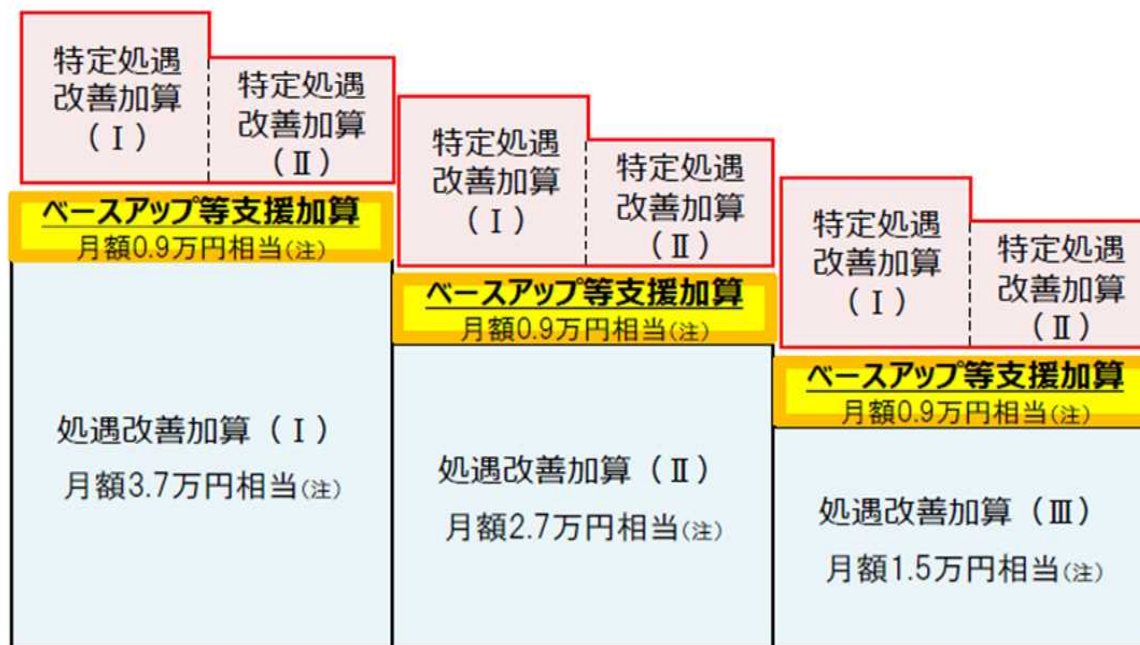 特定処遇
改善加算
（Ⅰ）
特定処遇
改善加算
（Ⅱ）
ベースアップ等支援加算
月額0.9万円相当(注)
処遇改善加算（Ⅰ）
月額3.7万円相当(注)
特定処遇
改善加算
（Ⅰ）
特定処遇
改善加算
（Ⅱ）
ベースアップ等支援加算
月額0.9万円相当(注)
処遇改善加算（Ⅱ）
月額2.7万円相当(注)
特定処遇
改善加算
（Ⅰ）
特定処遇
改善加算
（Ⅱ）
ベースアップ等支援加算
月額0.9万円相当(注)
処遇改善加算（Ⅲ）
月額1.5万円相当(注)